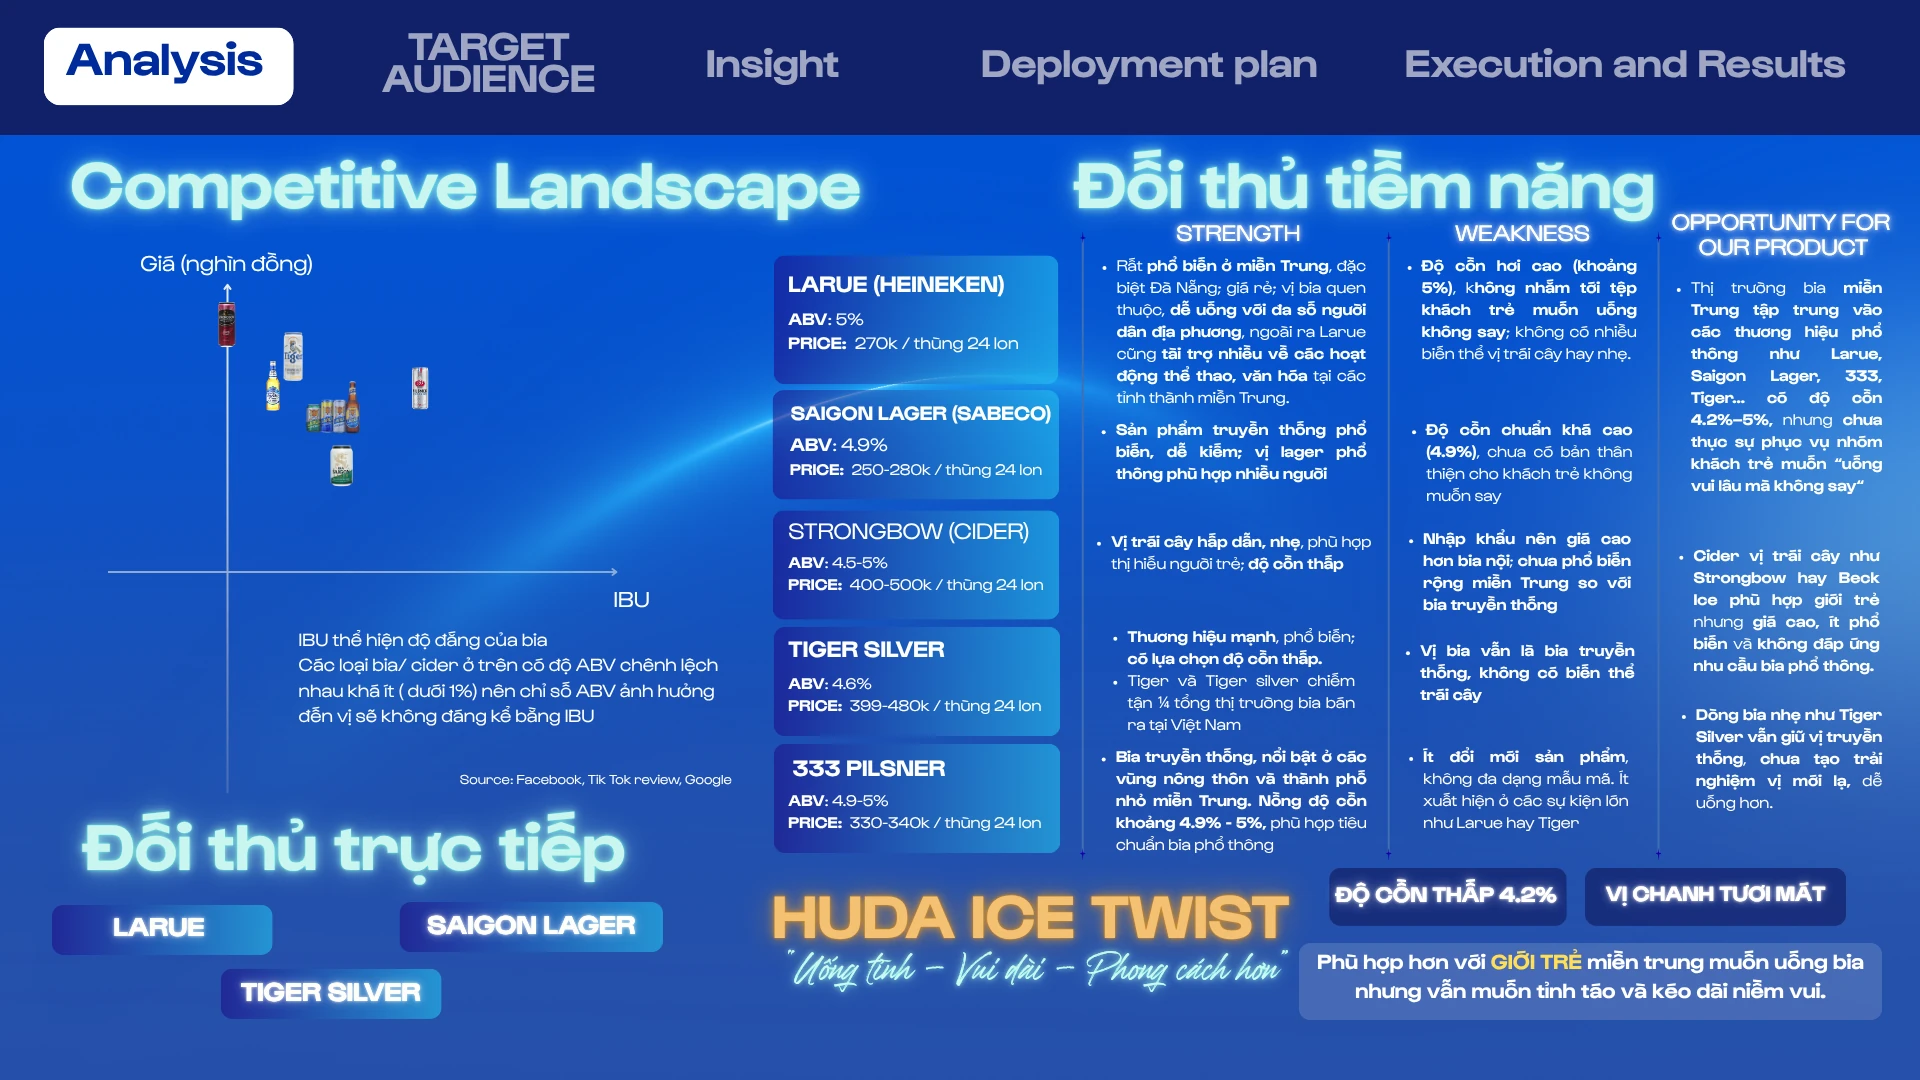 Analysis
TARGET
AUDIENCE
Insight
Deployment plan
Execution and Results
Competitive Landscape
Giá (nghìn đồng)
IBU
IBU thể hiện độ đắng của bia
Các loại bia/ cider ở trên có độ ABV chênh lệch
nhau khá ít ( dưới 1%) nên chỉ số ABV ảnh hưởng
đến vị sẽ không đáng kể bằng IBU
Source: Facebook, Tik Tok review, Google
Đối thủ trực tiếp
LARUE
SAIGON LAGER
TIGER SILVER
Đối thủ tiềm năng
STRENGTH
WEAKNESS
OPPORTUNITY FOR
OUR PRODUCT
LARUE (HEINEKEN)
ABV: 5%
PRICE: 270k / thùng 24 lon
• Rất phổ biến ở miền Trung, đặc
biệt Đà Nẵng; giá rẻ; vị bia quen
thuộc, dễ uống với đa số người
dân địa phương, ngoài ra Larue
cũng tài trợ nhiều về các hoạt
động thể thao, văn hóa tại các
tỉnh thành miền Trung.
• Độ cồn hơi cao (khoảng
5%), không nhắm tới tệp
khách trẻ muốn uống
không say; không có nhiều
biến thể vị trái cây hay nhẹ.
SAIGON LAGER (SABECO)
ABV: 4.9%
PRICE: 250-280k / thùng 24 lon
• Sản phẩm truyền thống phổ
biến, dễ kiếm; vị lager phổ
thông phù hợp nhiều người
• Độ cồn chuẩn khá cao
(4.9%), chưa có bản thân
thiện cho khách trẻ không
muốn say
STRONGBOW (CIDER)
ABV: 4.5-5%
PRICE: 400-500k / thùng 24 lon
• Vị trái cây hấp dẫn, nhẹ, phù hợp
thị hiếu người trẻ; độ cồn thấp
• Nhập khẩu nên giá cao
hơn bia nội; chưa phổ biến
rộng miền Trung so với
bia truyền thống
TIGER SILVER
ABV: 4.6%
PRICE: 399-480k / thùng 24 lon
• Thương hiệu mạnh, phổ biến;
có lựa chọn độ cồn thấp.
• Tiger và Tiger silver chiếm
tận ¼ tổng thị trường bia bán
ra tại Việt Nam
• Vị bia vẫn là bia truyền
thống, không có biến thể
trái cây
333 PILSNER
ABV: 4.9-5%
PRICE: 330-340k / thùng 24 lon
• Bia truyền thống, nổi bật ở các
vùng nông thôn và thành phố
nhỏ miền Trung. Nồng độ cồn
khoảng 4.9% - 5%, phù hợp tiêu
chuẩn bia phổ thông
• Ít đổi mới sản phẩm,
không đa dạng mẫu mã. Ít
xuất hiện ở các sự kiện lớn
như Larue hay Tiger
• Thị trường bia miền
Trung tập trung vào
các thương hiệu phổ
thông như Larue,
Saigon Lager, 333,
Tiger... có độ cồn
4.2%–5%, nhưng chưa
thực sự phục vụ nhóm
khách trẻ muốn “uống
vui lâu mà không say“
• Cider vị trái cây như
Strongbow hay Beck
Ice phù hợp giới trẻ
nhưng giá cao, ít phổ
biến và không đáp ứng
nhu cầu bia phổ thông.
• Dòng bia nhẹ như Tiger
Silver vẫn giữ vị truyền
thống, chưa tạo trải
nghiệm vị mới lạ, dễ
uống hơn.
HUDA ICE TWIST
"Uống tỉnh – Vui dài – Phong cách hơn"
ĐỘ CỒN THẤP 4.2%
VỊ CHANH TƯƠI MÁT
Phù hợp hơn với GIỚI TRẺ miền trung muốn uống bia
nhưng vẫn muốn tỉnh táo và kéo dài niềm vui.